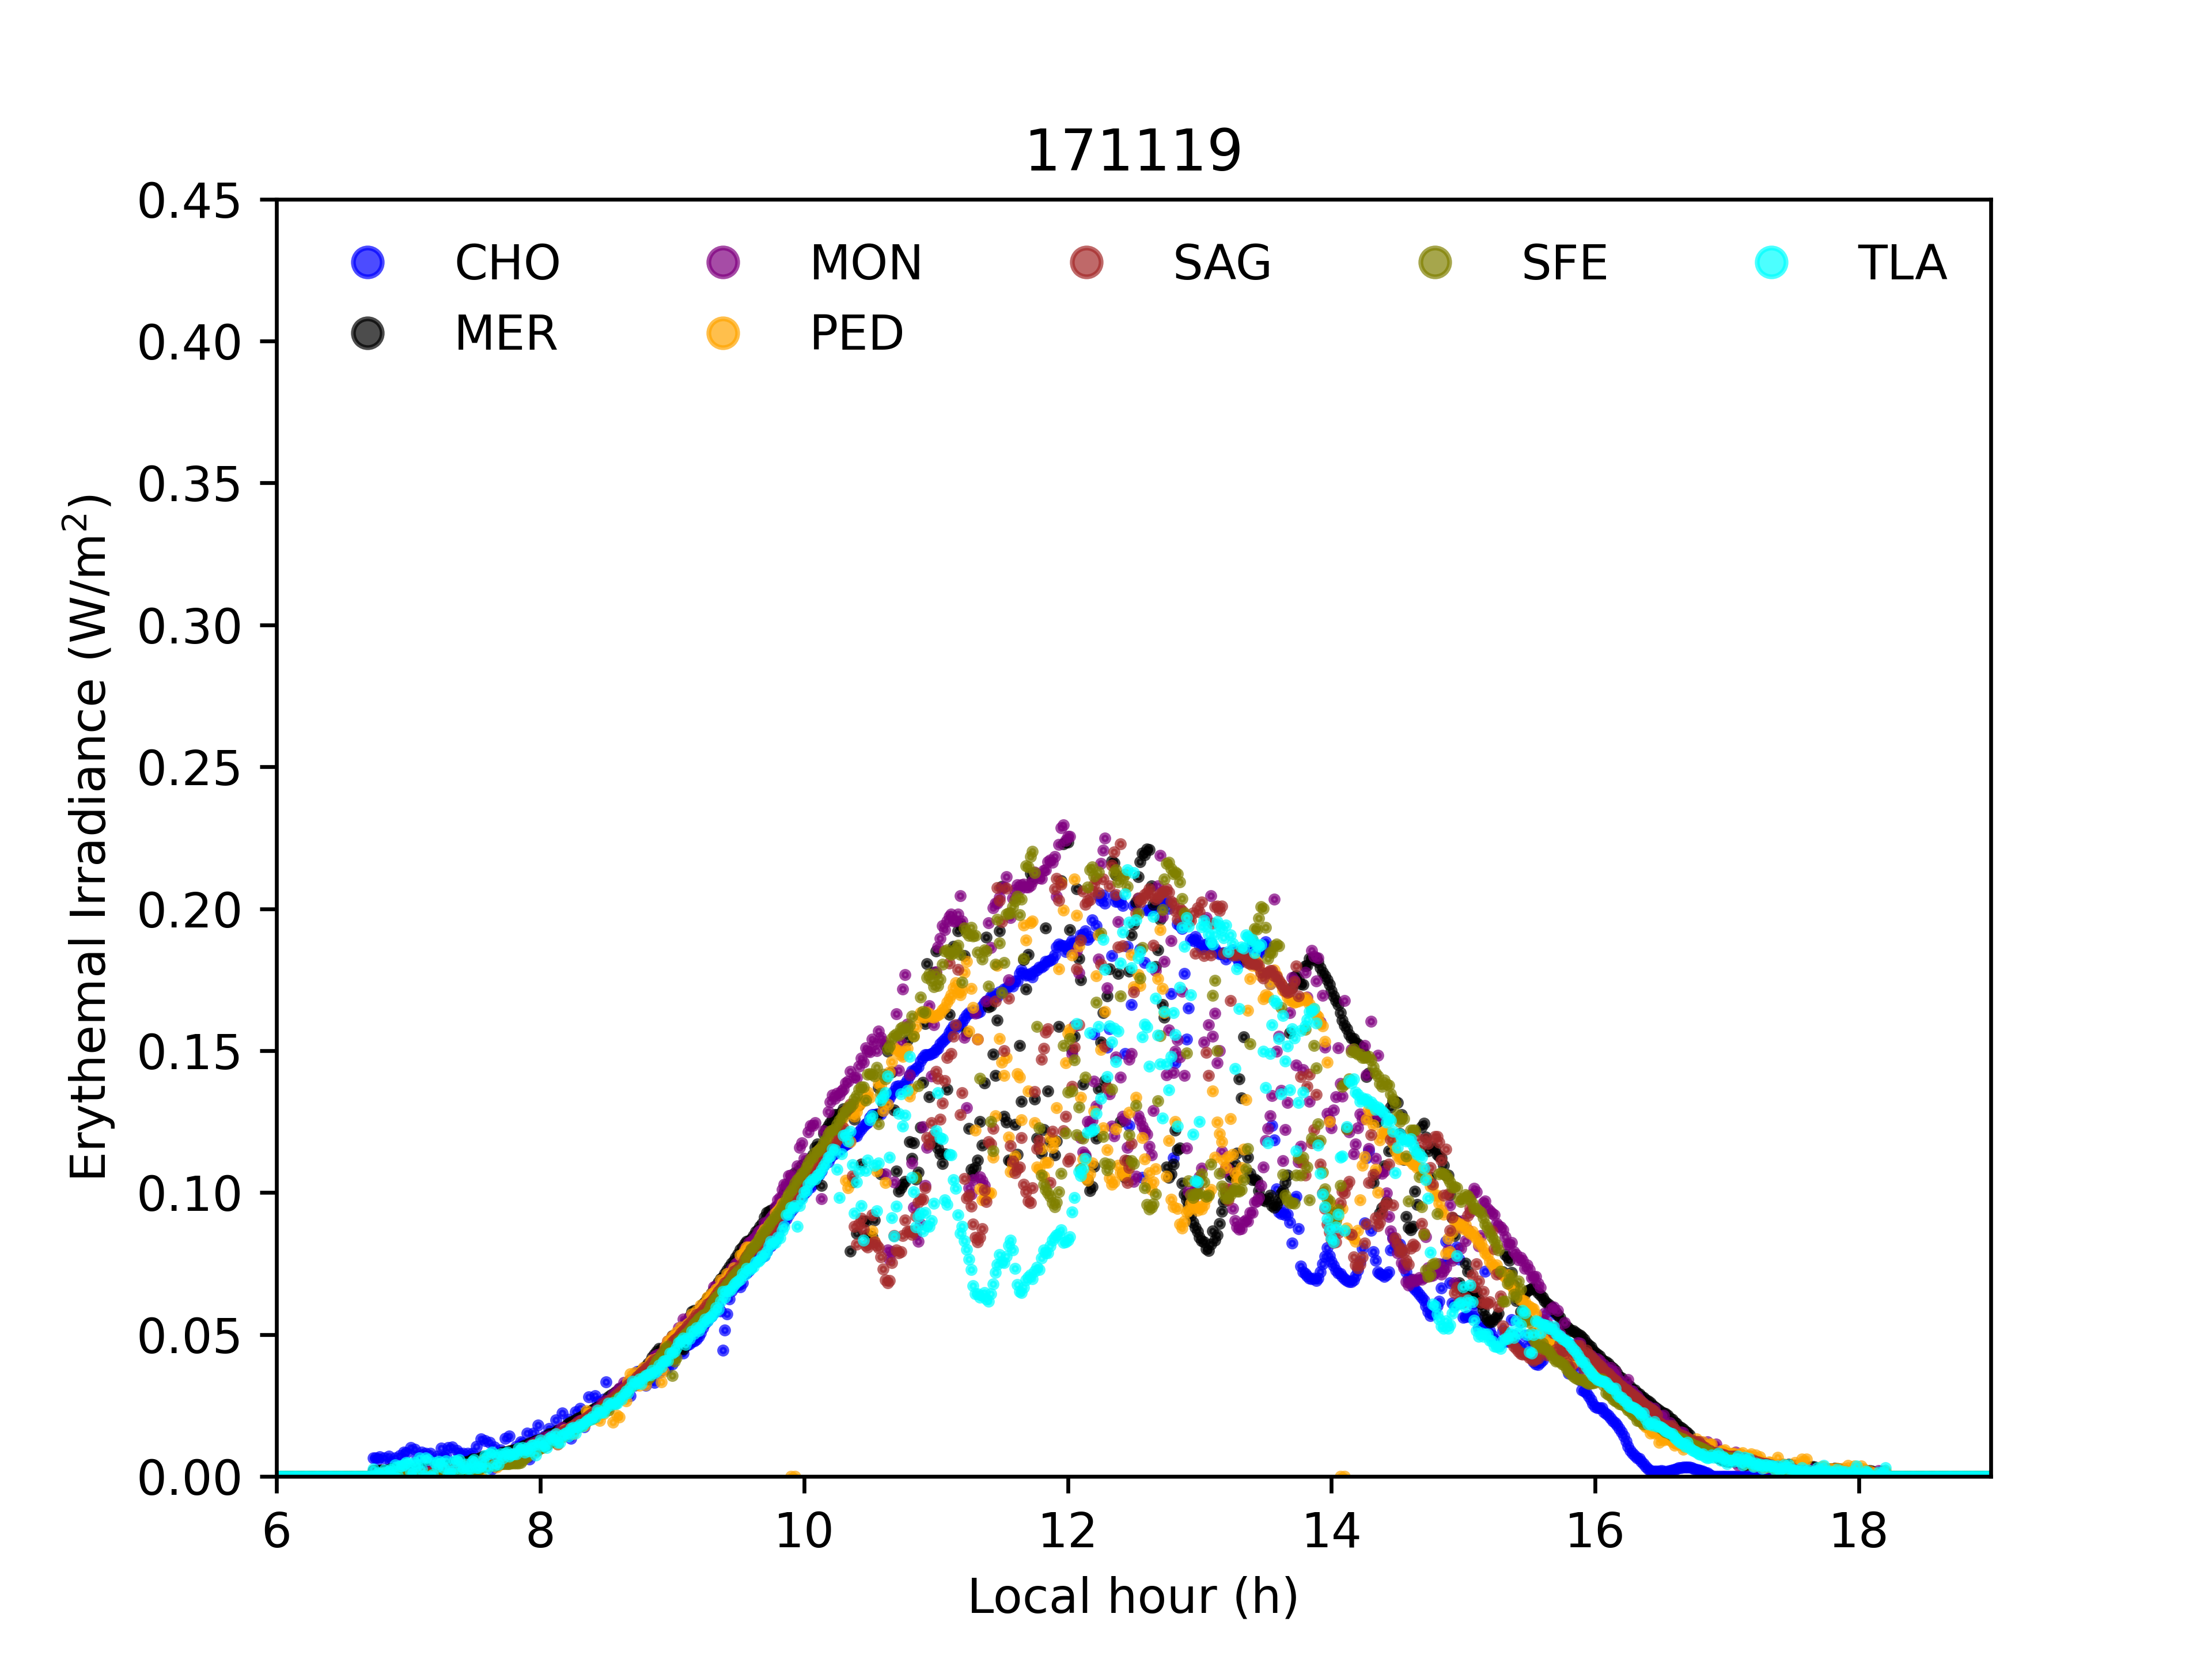 171119
0.45
0.40
0.35
0.30
0.25
0.20
0.15
0.10
0.05
0.00
Erythemal Irradiance (W/m²)
CHO MON SAG SFE TLA
MER PED
6 8 10 12 14 16 18
Local hour (h)